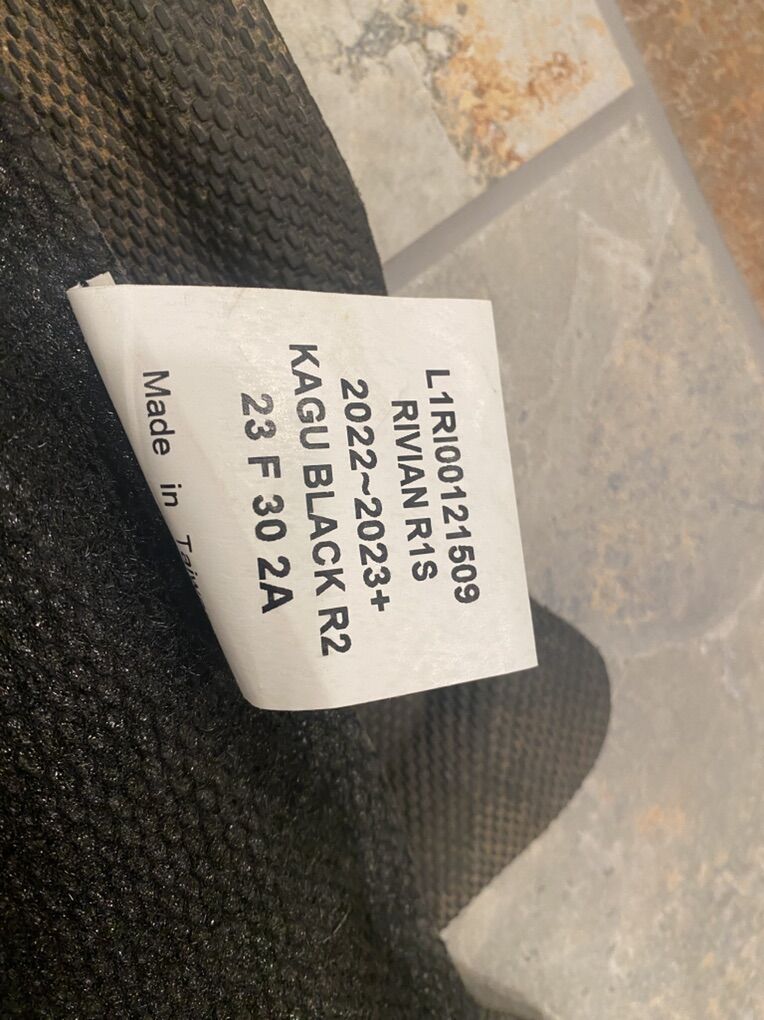 L1RI00121509
RIVIAN R1S
2022~2023+
KAGU BLACK R2
23 F 30 2A
Made in